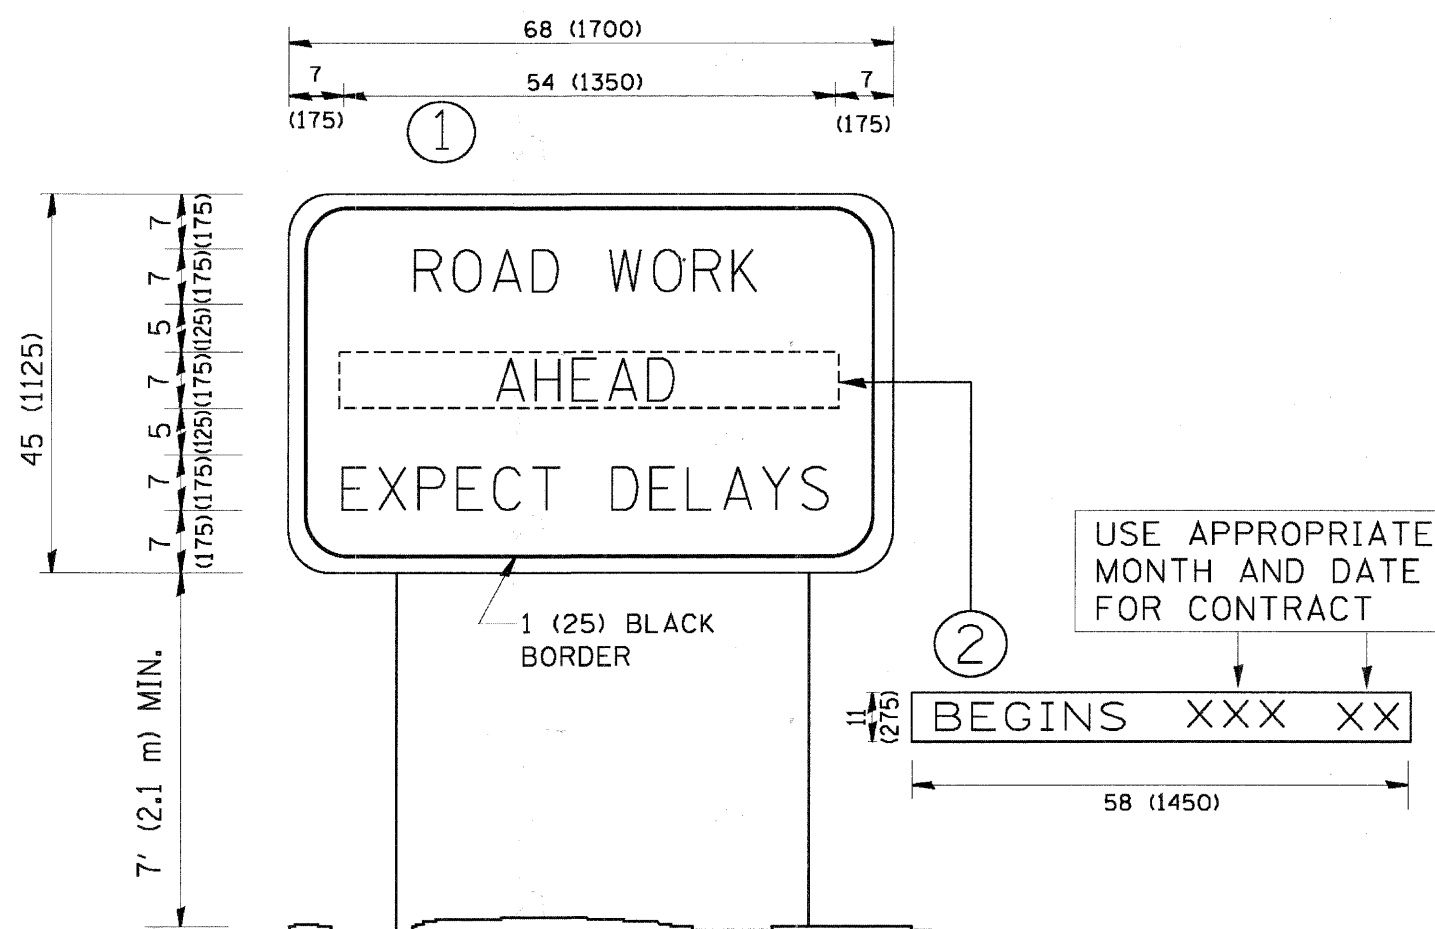 68 (1700)
7
54 (1350)
7
(175)
(175)
1
45 (1125)
7 (175)
7 (175)
5 (125)
7 (175)
5 (125)
7 (175)
7 (175)
ROAD WORK
AHEAD
EXPECT DELAYS
1 (25) BLACK
BORDER
7' (2.1 m) MIN.
2
USE APPROPRIATE
MONTH AND DATE
FOR CONTRACT
11
(275)
BEGINS XXX XX
58 (1450)